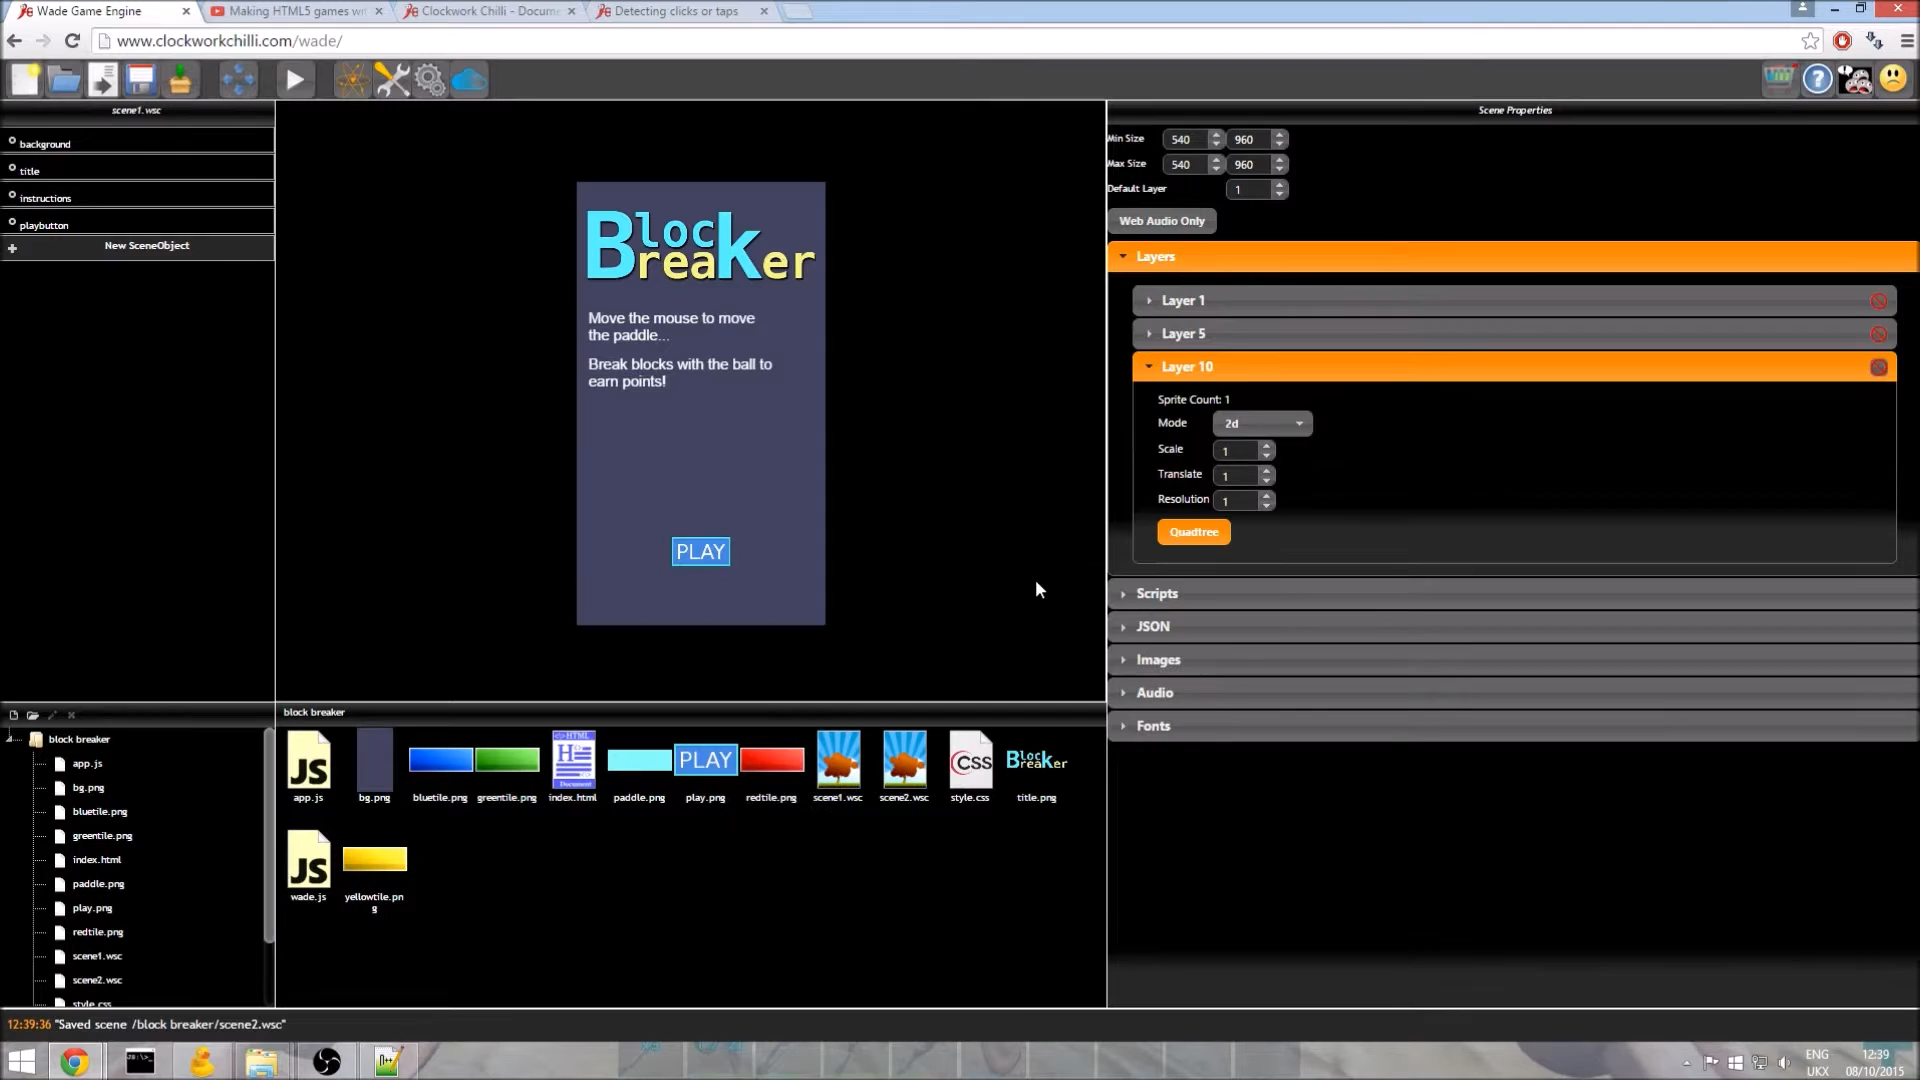 Wade Game Engine
Making HTML5 games wi
Clockwork Chilli - Docume
Detecting clicks or taps
www.clockworkchilli.com/wade/
scene1.wsc
background
title
instructions
playbutton
New SceneObject
Block
Breaker
Move the mouse to move
the paddle...
Break blocks with the ball to
earn points!
PLAY
Scene Properties
Min Size 540 960
Max Size 540 960
Default Layer 1
Web Audio Only
Layers
Layer 1
Layer 5
Layer 10
Sprite Count: 1
Mode 2d
Scale 1
Translate 1
Resolution 1
Quadtree
Scripts
JSON
Images
Audio
Fonts
block breaker
app.js
bg.png
bluetile.png
greentile.png
index.html
paddle.png
play.png
redtile.png
scene1.wsc
scene2.wsc
style.css
block breaker
JS
HTML
PLAY
CSS
Block
Breaker
app.js bg.png bluetile.png greentile.png index.html paddle.png play.png redtile.png scene1.wsc scene2.wsc style.css title.png
JS
wade.js yellowtile.pn
g
12:39:36 "Saved scene /block breaker/scene2.wsc"
ENG
UKX
12:39
08/10/2015